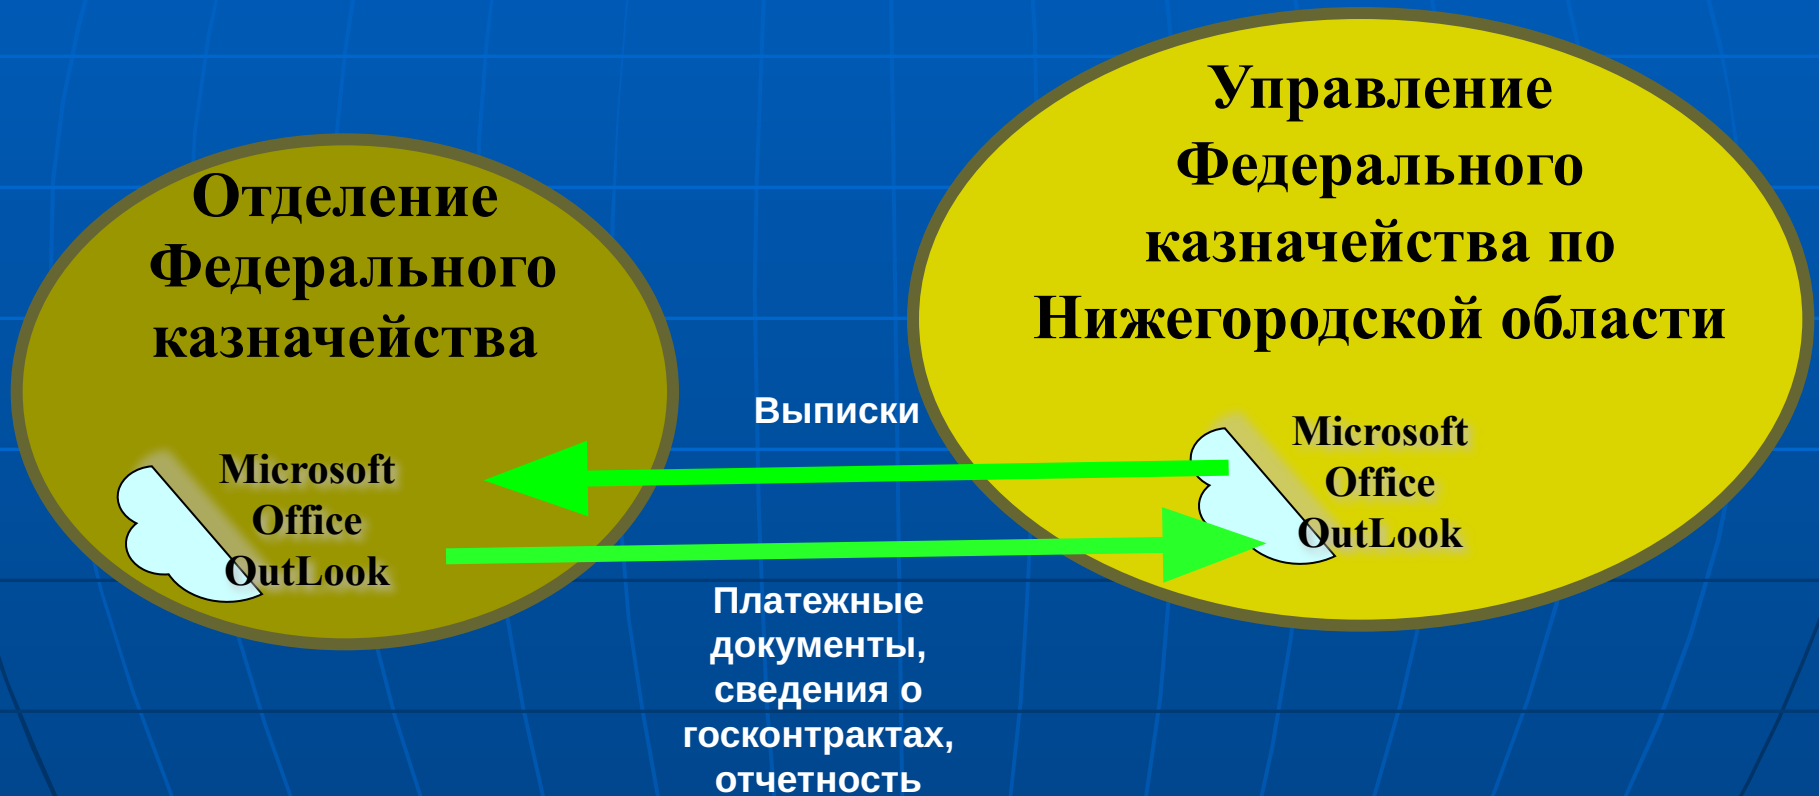 Отделение
Федерального
казначейства
Microsoft
Office
OutLook
Выписки
Платежные
документы,
сведения о
госконтрактах,
отчетность
Управление
Федерального
казначейства по
Нижегородской области
Microsoft
Office
OutLook